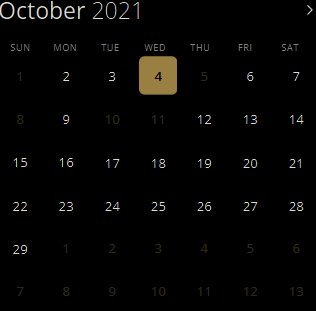 October 2021
SUN MON TUE WED THU FRI SAT
1 2 3 4 5 6 7
8 9 10 11 12 13 14
15 16 17 18 19 20 21
22 23 24 25 26 27 28
29 1 2 3 4 5 6
7 8 9 10 11 12 13